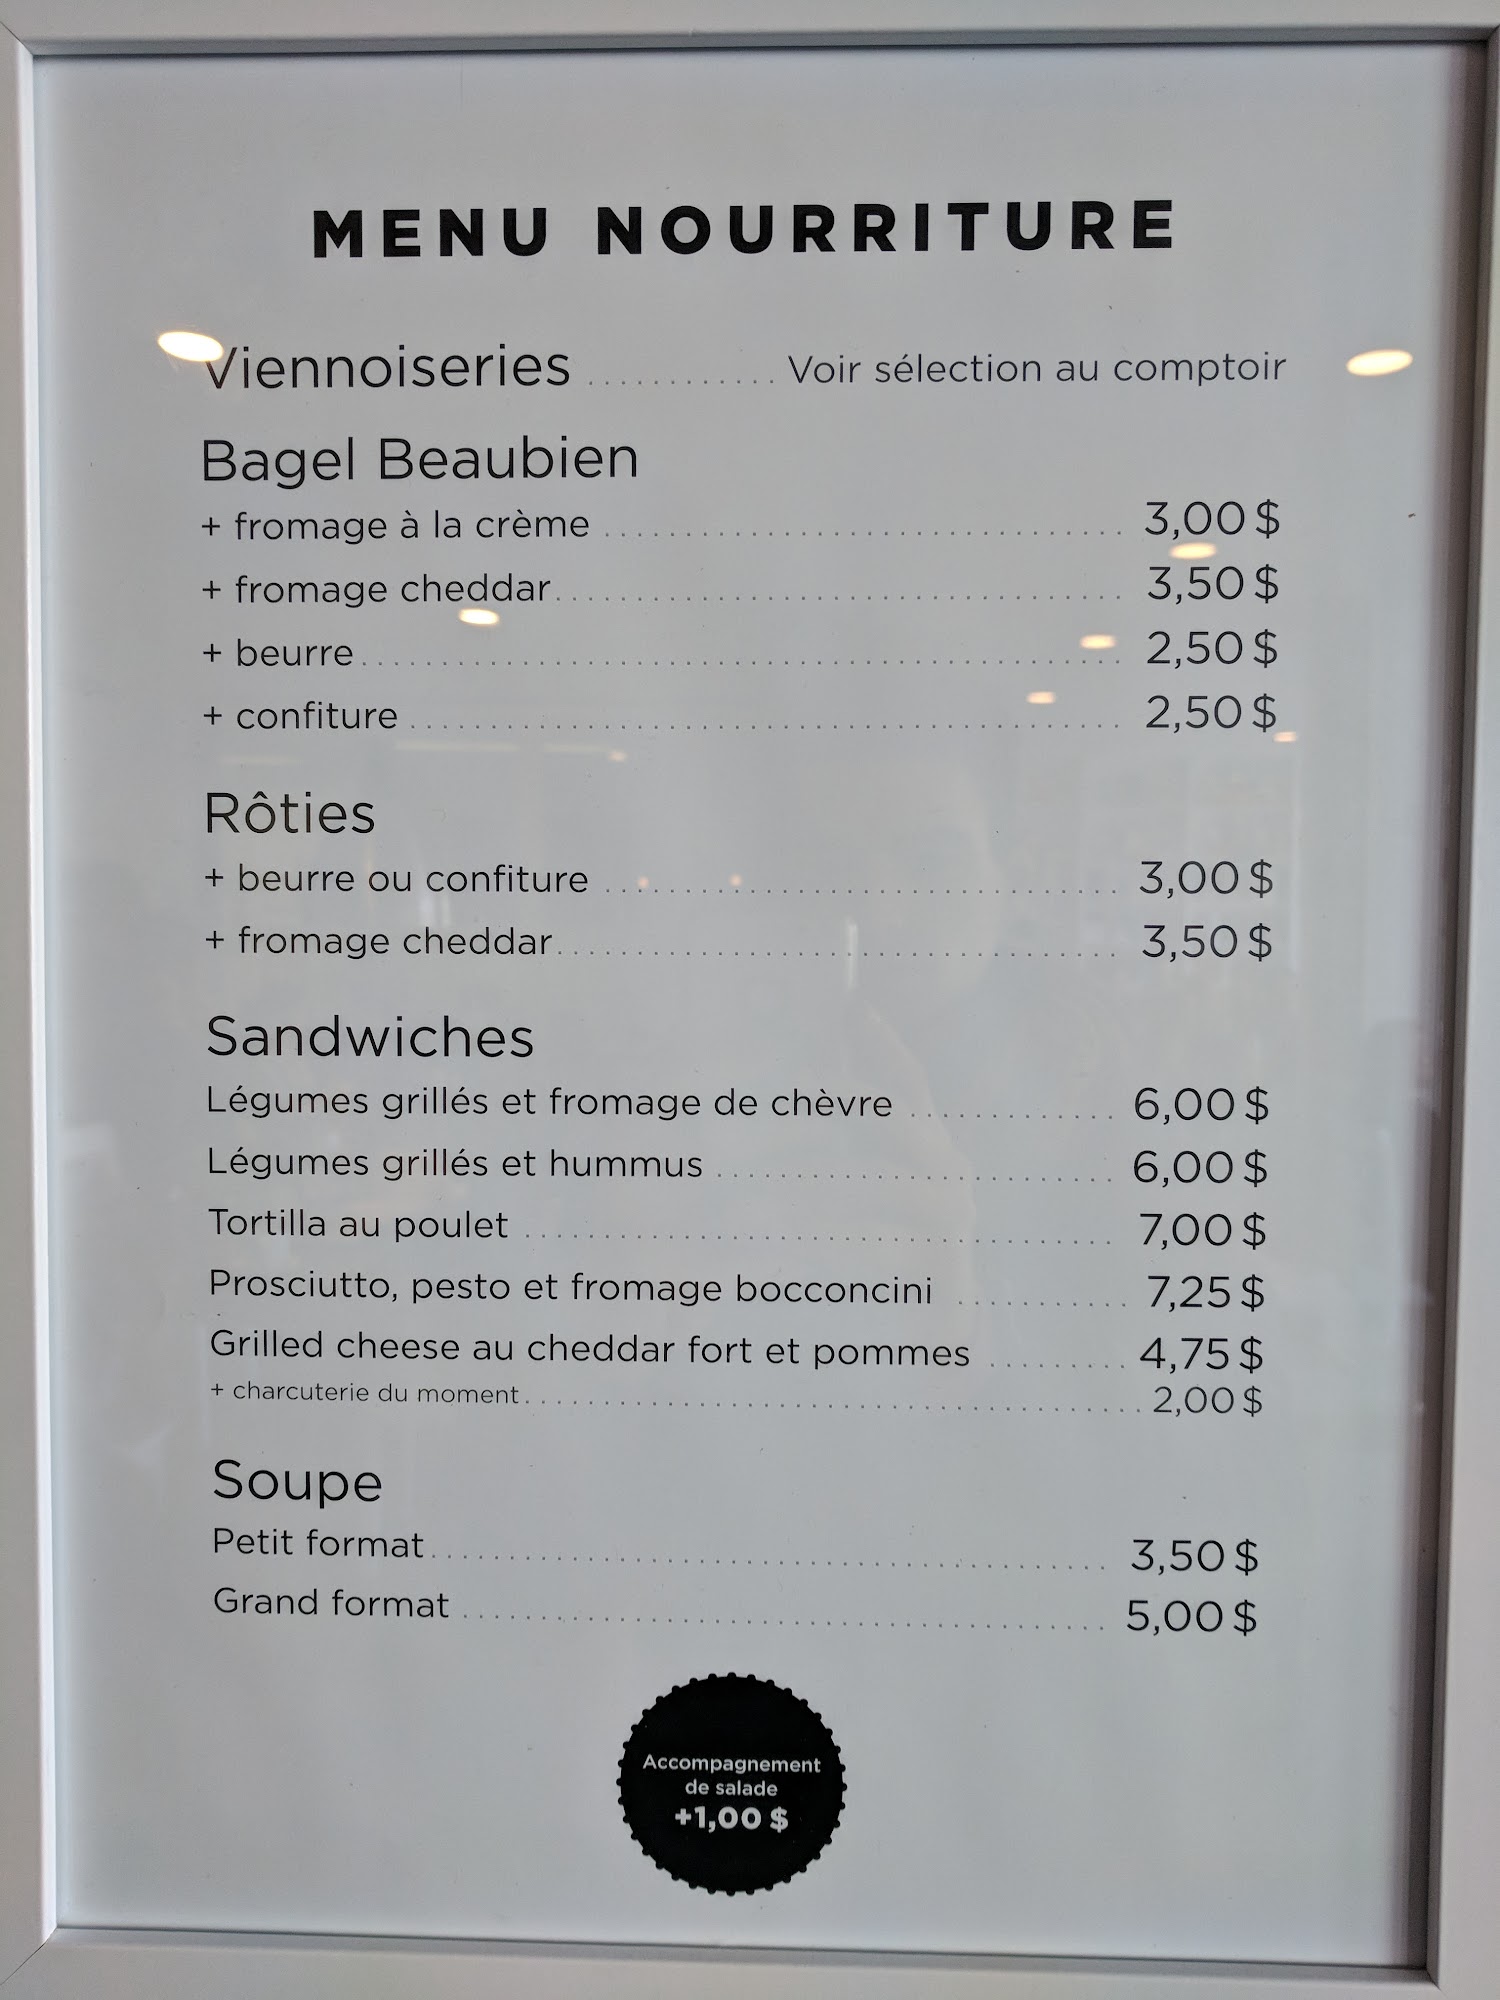 MENU NOURRITURE
Viennoiseries ............ Voir sélection au comptoir
Bagel Beaubien
+ fromage à la crème ................................. 3,00 $
+ fromage cheddar.................................... 3,50 $
+ beurre ................................................ 2,50 $
+ confiture ............................................. 2,50 $
Rôties
+ beurre ou confiture ................................. 3,00 $
+ fromage cheddar.................................... 3,50 $
Sandwiches
Légumes grillés et fromage de chèvre ............. 6,00 $
Légumes grillés et hummus ......................... 6,00 $
Tortilla au poulet ..................................... 7,00 $
Prosciutto, pesto et fromage bocconcini ........... 7,25 $
Grilled cheese au cheddar fort et pommes ......... 4,75 $
+ charcuterie du moment....................................... 2,00 $
Soupe
Petit format........................................... 3,50 $
Grand format ......................................... 5,00 $
Accompagnement
de salade
+1,00 $